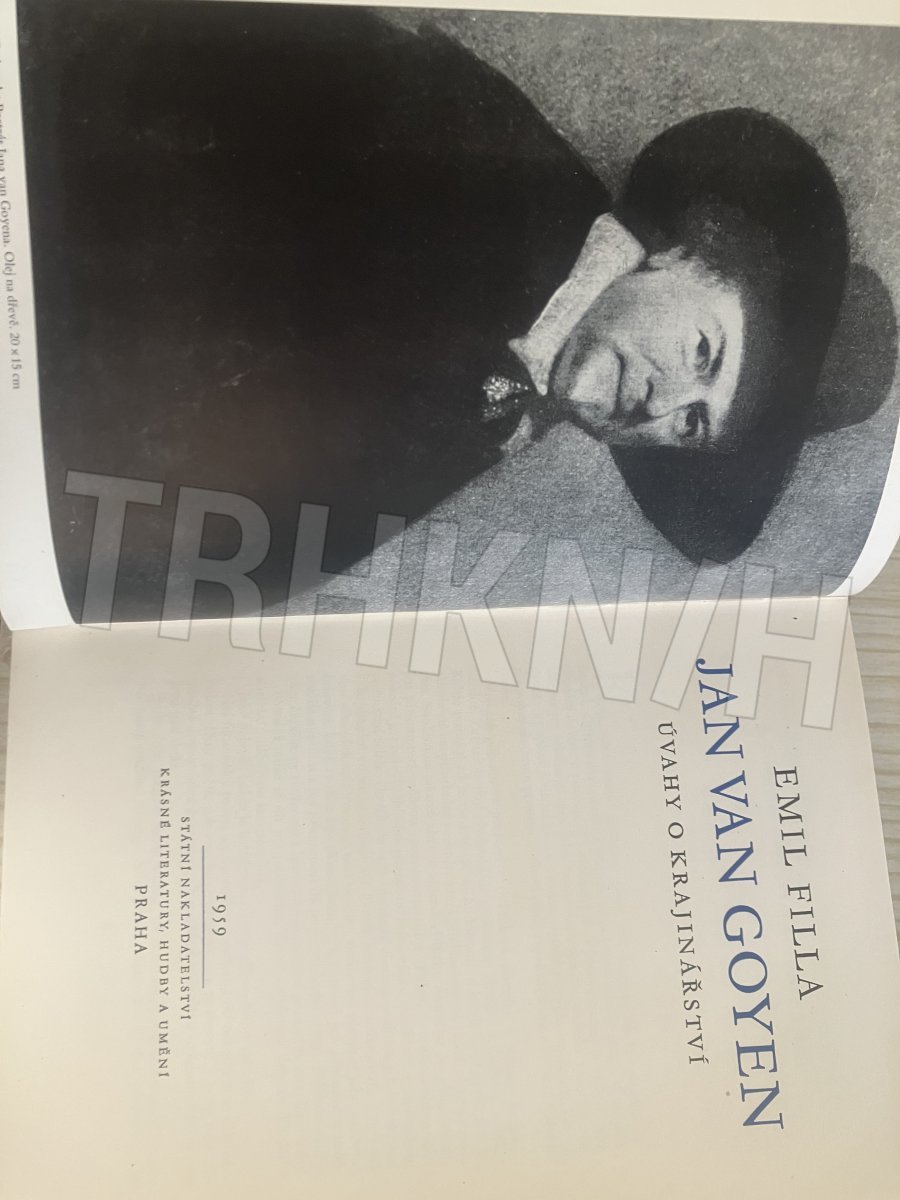 Portrét Jana van Goyena. Olej na dřevě. 20 x 15 cm
TRHKNIH
EMIL FILLA
JAN VAN GOYEN
ÚVAHY O KRAJINÁŘSTVÍ
1959
STÁTNÍ NAKLADATELSTVÍ
KRÁSNÉ LITERATURY, HUDBY A UMĚNÍ
PRAHA